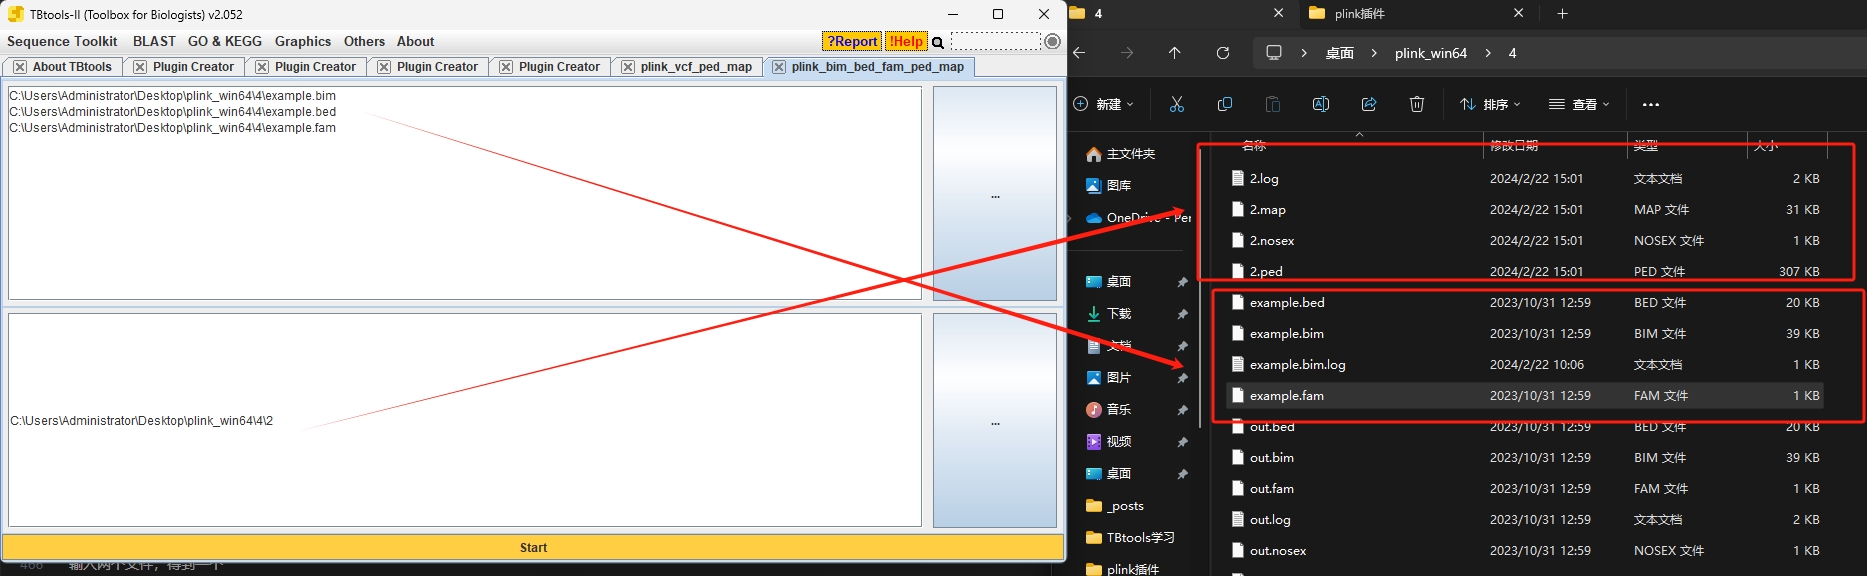 TBtools-II (Toolbox for Biologists) v2.052
Sequence Toolkit BLAST GO & KEGG Graphics Others About
?Report !Help
About TBtools Plugin Creator Plugin Creator Plugin Creator Plugin Creator plink_vcf_ped_map plink_bim_bed_fam_ped_map
C:\Users\Administrator\Desktop\plink_win64\4\example.bim
C:\Users\Administrator\Desktop\plink_win64\4\example.bed
C:\Users\Administrator\Desktop\plink_win64\4\example.fam
...
C:\Users\Administrator\Desktop\plink_win64\4\2
...
Start
466 输入两个文件，得到一个
4 plink插件
桌面 > plink_win64 > 4
新建 排序 查看 ...
主文件夹
图库
OneDrive - Per
桌面
下载
文档
图片
音乐
视频
桌面
_posts
TBtools学习
plink插件
名称 修改日期 类型 大小
2.log 2024/2/22 15:01 文本文档 2 KB
2.map 2024/2/22 15:01 MAP 文件 31 KB
2.nosex 2024/2/22 15:01 NOSEX 文件 1 KB
2.ped 2024/2/22 15:01 PED 文件 307 KB
example.bed 2023/10/31 12:59 BED 文件 20 KB
example.bim 2023/10/31 12:59 BIM 文件 39 KB
example.bim.log 2024/2/22 10:06 文本文档 1 KB
example.fam 2023/10/31 12:59 FAM 文件 1 KB
out.bed 2023/10/31 12:59 BED 文件 20 KB
out.bim 2023/10/31 12:59 BIM 文件 39 KB
out.fam 2023/10/31 12:59 FAM 文件 1 KB
out.log 2023/10/31 12:59 文本文档 2 KB
out.nosex 2023/10/31 12:59 NOSEX 文件 1 KB